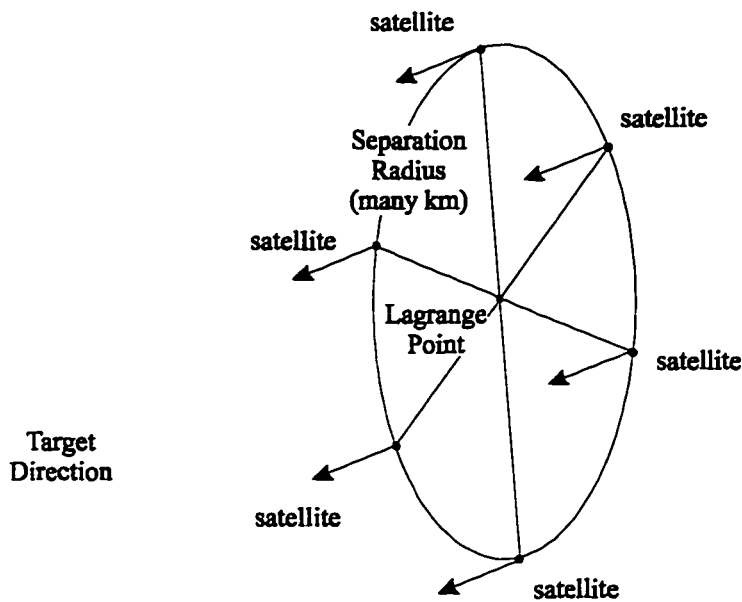 satellite
satellite
Separation
Radius
(many km)
satellite
Lagrange
Point
satellite
Target
Direction
satellite
satellite